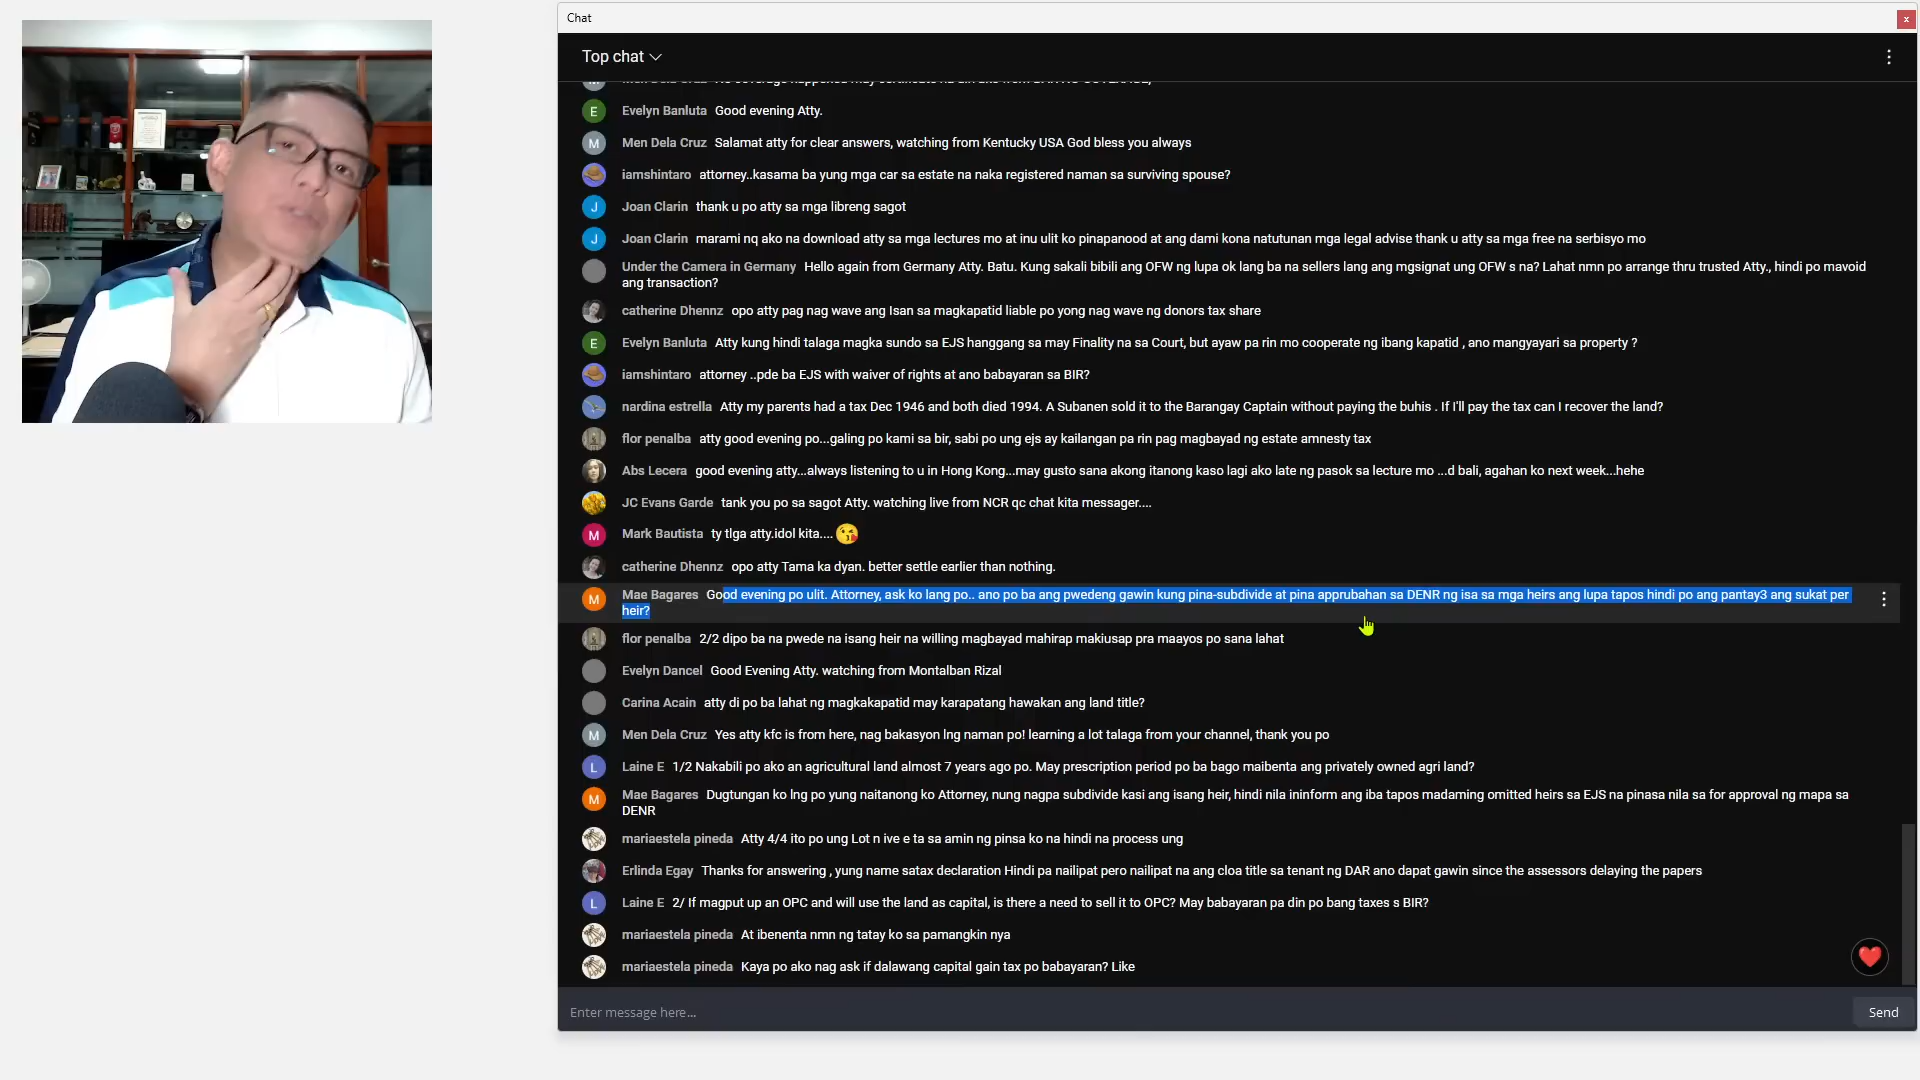 Chat
Top chat
Evelyn Banluta Good evening Atty.
Men Dela Cruz Salamat atty for clear answers, watching from Kentucky USA God bless you always
iamshintaro attorney..kasama ba yung mga car sa estate na naka registered naman sa surviving spouse?
Joan Clarin thank u po atty sa mga libreng sagot
Joan Clarin marami nq ako na download atty sa mga lectures mo at inu ulit ko pinapanood at ang dami kona natutunan mga legal advise thank u atty sa mga free na serbisyo mo
Under the Camera in Germany Hello again from Germany Atty. Batu. Kung sakali bibili ang OFW ng lupa ok lang ba na sellers lang ang mgsignat ung OFW s na? Lahat nmn po arrange thru trusted Atty., hindi po mavoid
ang transaction?
catherine Dhennz opo atty pag nag wave ang Isan sa magkapatid liable po yong nag wave ng donors tax share
Evelyn Banluta Atty kung hindi talaga magka sundo sa EJS hanggang sa may Finality na sa Court, but ayaw pa rin mo cooperate ng ibang kapatid , ano mangyayari sa property ?
iamshintaro attorney ..pde ba EJS with waiver of rights at ano babayaran sa BIR?
nardina estrella Atty my parents had a tax Dec 1946 and both died 1994. A Subanen sold it to the Barangay Captain without paying the buhis . If I'll pay the tax can I recover the land?
flor penalba atty good evening po...galing po kami sa bir, sabi po ung ejs ay kailangan pa rin pag magbayad ng estate amnesty tax
Abs Lecera good evening atty...always listening to u in Hong Kong...may gusto sana akong itanong kaso lagi ako late ng pasok sa lecture mo ...d bali, agahan ko next week...hehe
JC Evans Garde tank you po sa sagot Atty. watching live from NCR qc chat kita messager....
Mark Bautista ty tlga atty.idol kita.... 😘
catherine Dhennz opo atty Tama ka dyan. better settle earlier than nothing.
M Mae Bagares Good evening po ulit. Attorney, ask ko lang po.. ano po ba ang pwedeng gawin kung pina-subdivide at pina apprubahan sa DENR ng isa sa mga heirs ang lupa tapos hindi po ang pantay3 ang sukat per
heir?
flor penalba 2/2 dipo ba na pwede na isang heir na willing magbayad mahirap makiusap pra maayos po sana lahat
Evelyn Dancel Good Evening Atty. watching from Montalban Rizal
Carina Acain atty di po ba lahat ng magkakapatid may karapatang hawakan ang land title?
Men Dela Cruz Yes atty kfc is from here, nag bakasyon lng naman po! learning a lot talaga from your channel, thank you po
Laine E 1/2 Nakabili po ako an agricultural land almost 7 years ago po. May prescription period po ba bago maibenta ang privately owned agri land?
Mae Bagares Dugtungan ko lng po yung naitanong ko Attorney, nung nagpa subdivide kasi ang isang heir, hindi nila ininform ang iba tapos madaming omitted heirs sa EJS na pinasa nila sa for approval ng mapa sa
DENR
mariaestela pineda Atty 4/4 ito po ung Lot n ive e ta sa amin ng pinsa ko na hindi na process ung
Erlinda Egay Thanks for answering , yung name satax declaration Hindi pa nailipat pero nailipat na ang cloa title sa tenant ng DAR ano dapat gawin since the assessors delaying the papers
Laine E 2/ If magput up an OPC and will use the land as capital, is there a need to sell it to OPC? May babayaran pa din po bang taxes s BIR?
mariaestela pineda At ibenenta nmn ng tatay ko sa pamangkin nya
mariaestela pineda Kaya po ako nag ask if dalawang capital gain tax po babayaran? Like
Enter message here...
Send